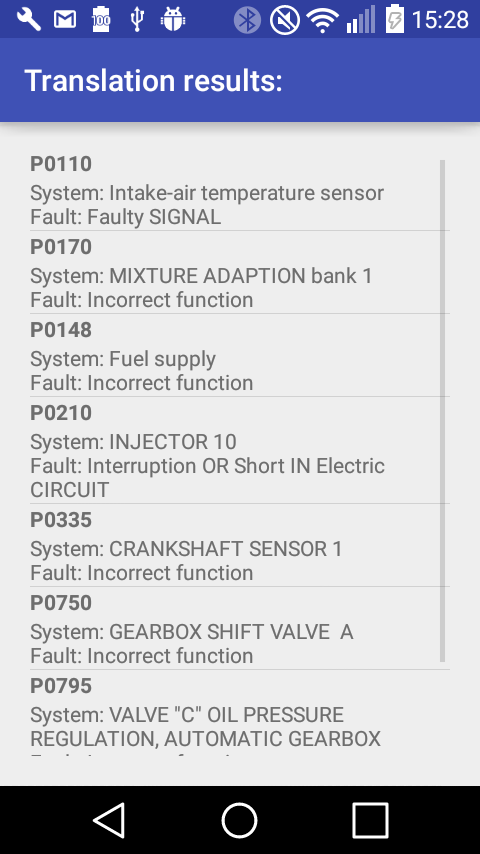 100
15:28
Translation results:
P0110
System: Intake-air temperature sensor
Fault: Faulty SIGNAL
P0170
System: MIXTURE ADAPTION bank 1
Fault: Incorrect function
P0148
System: Fuel supply
Fault: Incorrect function
P0210
System: INJECTOR 10
Fault: Interruption OR Short IN Electric
CIRCUIT
P0335
System: CRANKSHAFT SENSOR 1
Fault: Incorrect function
P0750
System: GEARBOX SHIFT VALVE  A
Fault: Incorrect function
P0795
System: VALVE "C" OIL PRESSURE
REGULATION, AUTOMATIC GEARBOX